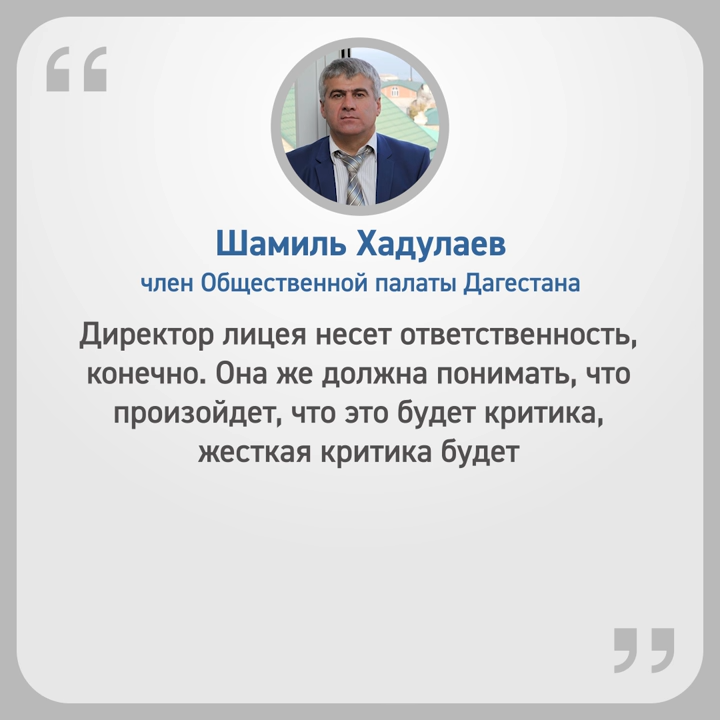 Шамиль Хадулаев
член Общественной палаты Дагестана
Директор лицея несет ответственность,
конечно. Она же должна понимать, что
произойдет, что это будет критика,
жесткая критика будет